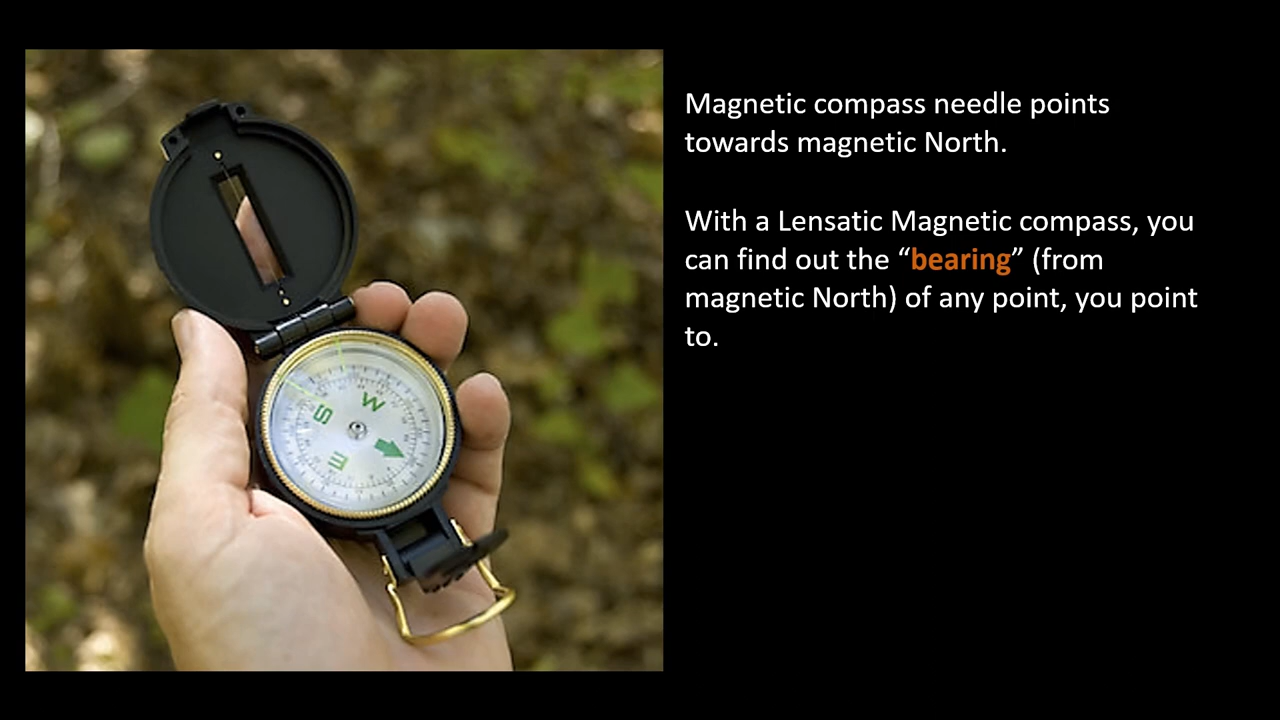 Magnetic compass needle points
towards magnetic North.
With a Lensatic Magnetic compass, you
can find out the “bearing” (from
magnetic North) of any point, you point
to.
W
S
E